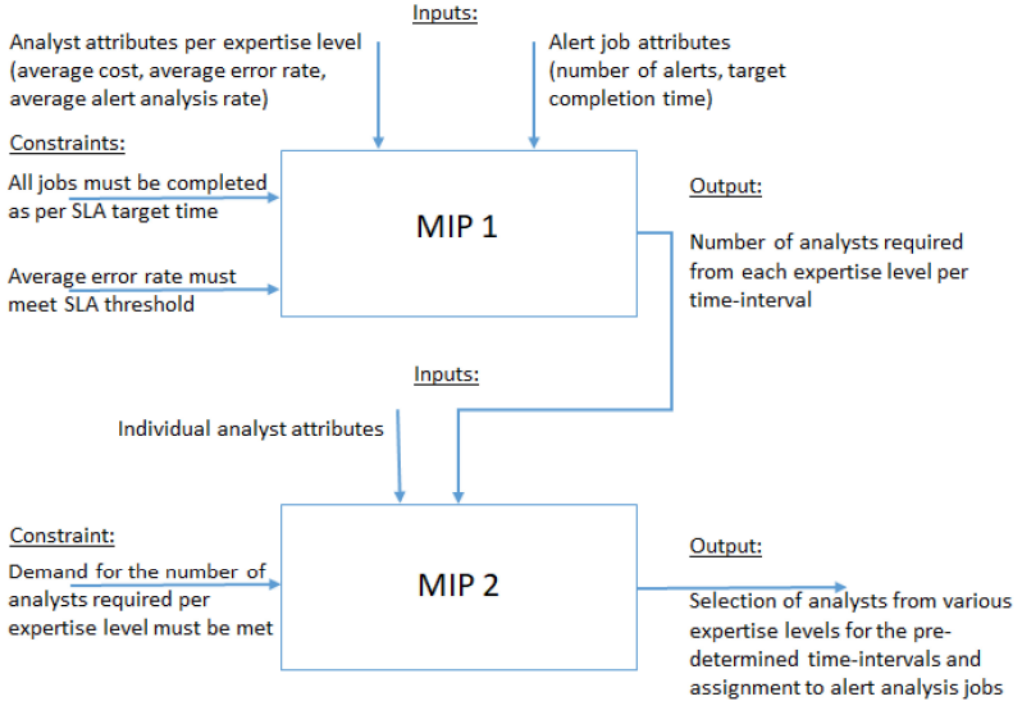 Inputs:
Analyst attributes per expertise level
(average cost, average error rate,
average alert analysis rate)
Alert job attributes
(number of alerts, target
completion time)
Constraints:
All jobs must be completed
as per SLA target time
Average error rate must
meet SLA threshold
MIP 1
Output:
Number of analysts required
from each expertise level per
time-interval
Inputs:
Individual analyst attributes
Constraint:
Demand for the number of
analysts required per
expertise level must be met
MIP 2
Output:
Selection of analysts from various
expertise levels for the pre-
determined time-intervals and
assignment to alert analysis jobs